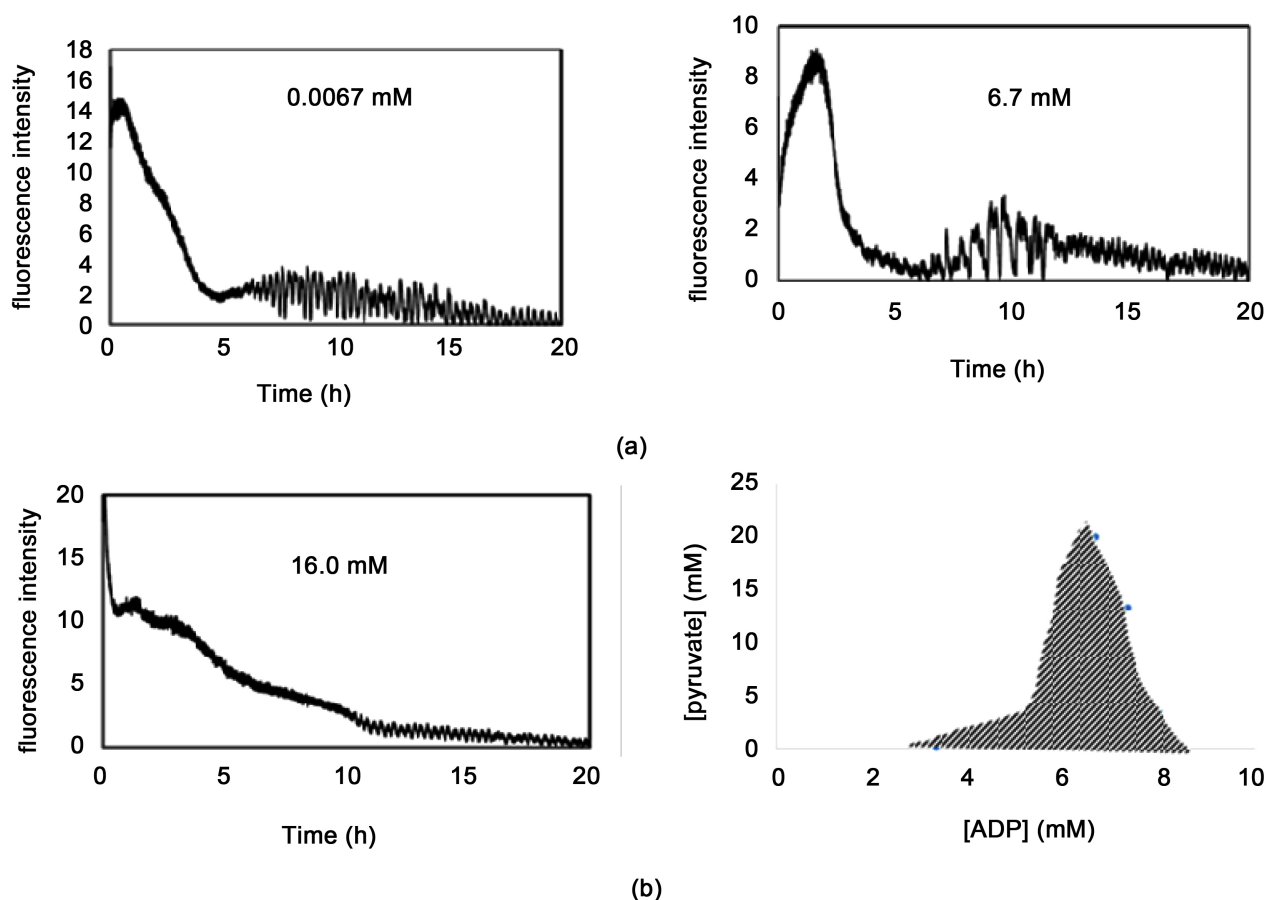 18
16
14
12
10
8
6
4
2
0
fluorescence intensity
0.0067 mM
0 5 10 15 20
Time (h)
10
8
6
4
2
0
fluorescence intensity
6.7 mM
0 5 10 15 20
Time (h)
(a)
20
15
10
5
0
fluorescence intensity
16.0 mM
0 5 10 15 20
Time (h)
25
20
15
10
5
0
[pyruvate] (mM)
0 2 4 6 8 10
[ADP] (mM)
(b)